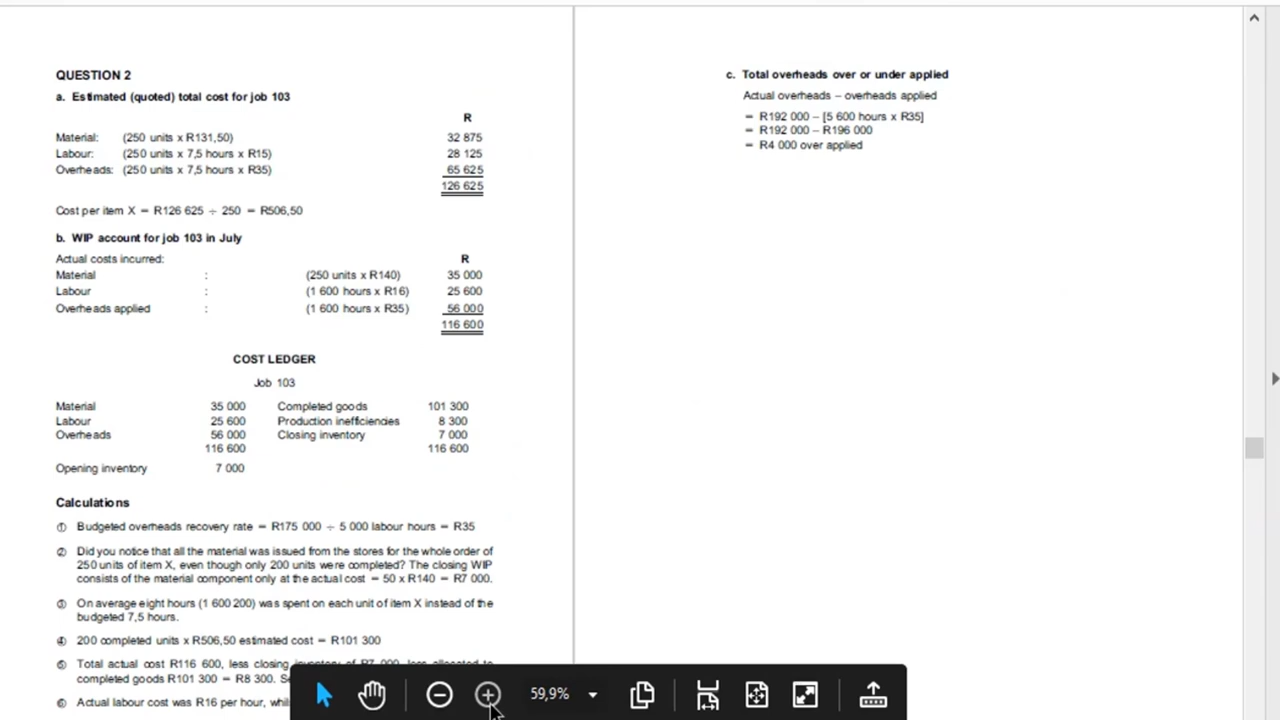 QUESTION 2
a. Estimated (quoted) total cost for job 103
R
Material: (250 units x R131,50) 32 875
Labour: (250 units x 7,5 hours x R15) 28 125
Overheads: (250 units x 7,5 hours x R35) 65 625
126 625
Cost per item X = R126 625 ÷ 250 = R506,50
b. WIP account for job 103 in July
Actual costs incurred: R
Material : (250 units x R140) 35 000
Labour : (1 600 hours x R16) 25 600
Overheads applied : (1 600 hours x R35) 56 000
116 600
COST LEDGER
Job 103
Material 35 000 Completed goods 101 300
Labour 25 600 Production inefficiencies 8 300
Overheads 56 000 Closing inventory 7 000
116 600 116 600
Opening inventory 7 000
Calculations
① Budgeted overheads recovery rate = R175 000 ÷ 5 000 labour hours = R35
② Did you notice that all the material was issued from the stores for the whole order of
250 units of item X, even though only 200 units were completed? The closing WIP
consists of the material component only at the actual cost = 50 x R140 = R7 000.
③ On average eight hours (1 600 200) was spent on each unit of item X instead of the
budgeted 7,5 hours.
④ 200 completed units x R506,50 estimated cost = R101 300
⑤ Total actual cost R116 600, less closing inventory of R7 000, less allocated to
completed goods R101 300 = R8 300.
⑥ Actual labour cost was R16 per hour,
c. Total overheads over or under applied
Actual overheads – overheads applied
= R192 000 – [5 600 hours x R35]
= R192 000 – R196 000
= R4 000 over applied
59,9%